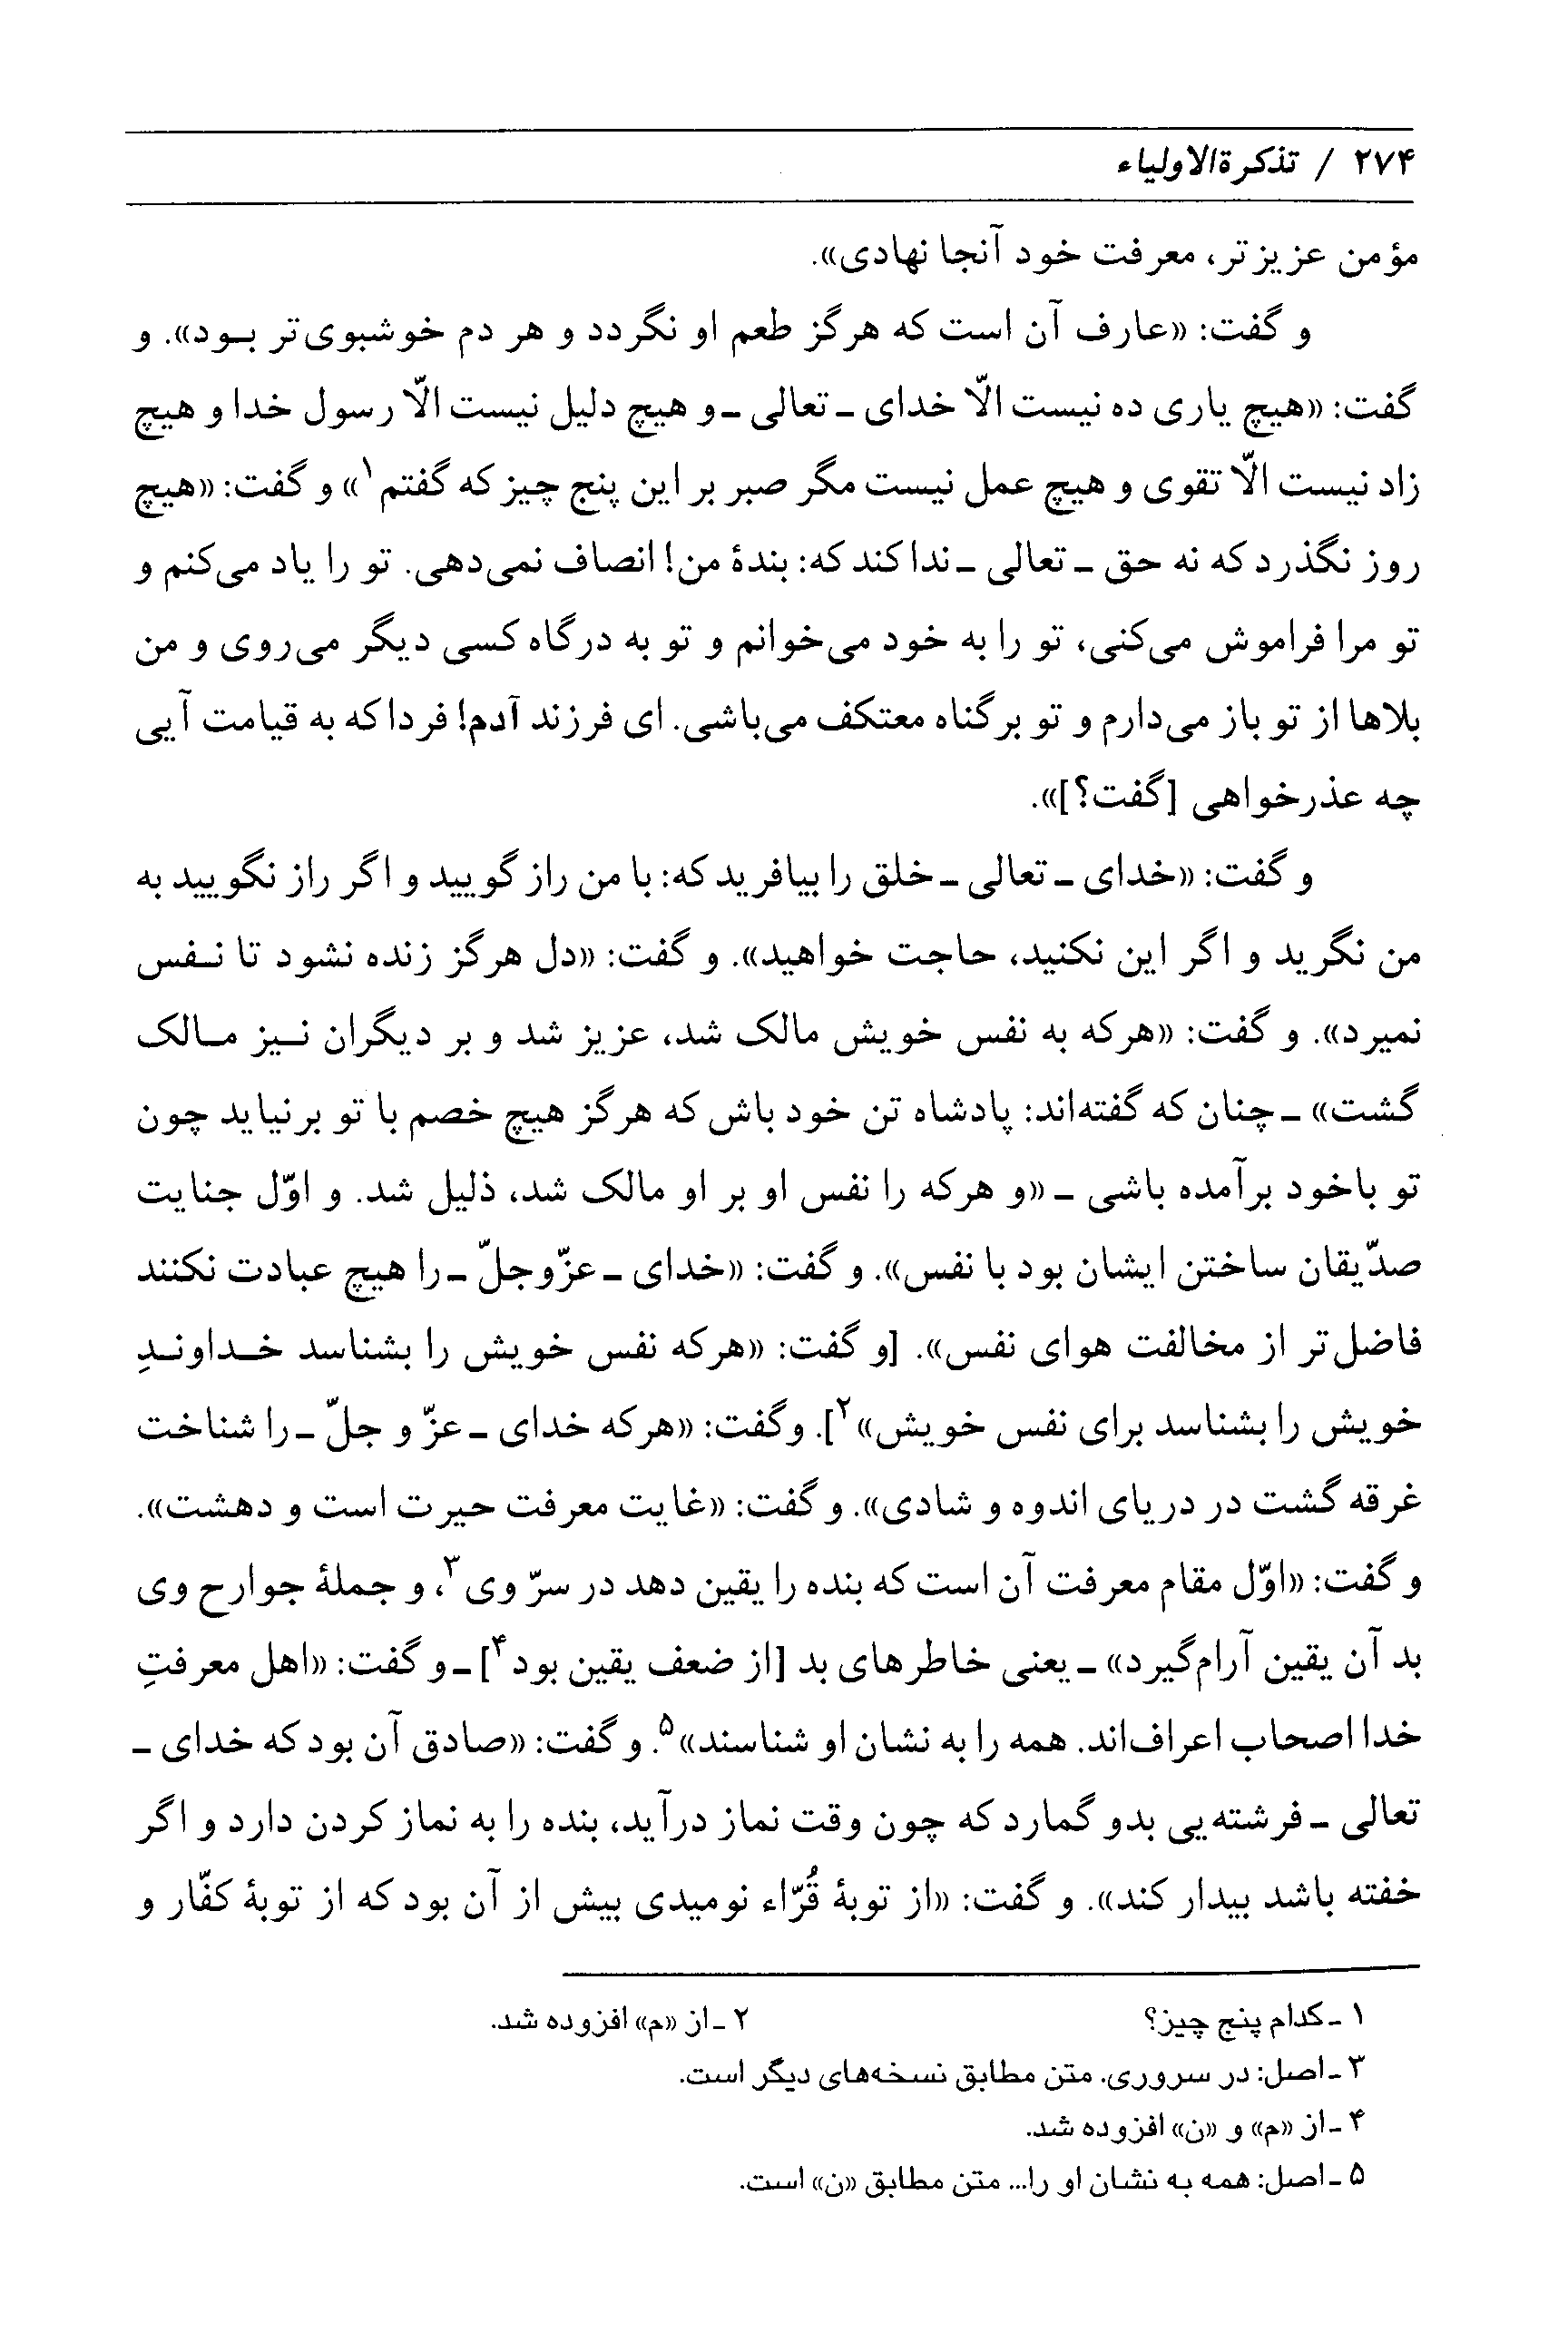 ۲۷۴ / تذکرةالاولیاء
مؤمن عزیزتر، معرفت خود آنجا نهادی».
و گفت: «عارف آن است که هرگز طعم او نگردد و هر دم خوشبوی‌تر بود». و
گفت: «هیچ یاری ده نیست الّا خدای ـ تعالی ـ و هیچ دلیل نیست الّا رسول خدا و هیچ
زاد نیست الّا تقوی و هیچ عمل نیست مگر صبر بر این پنج چیز که گفتم۱» و گفت: «هیچ
روز نگذرد که نه حق ـ تعالی ـ ندا کند که: بندهٔ من! انصاف نمی‌دهی. تو را یاد می‌کنم و
تو مرا فراموش می‌کنی، تو را به خود می‌خوانم و تو به درگاه کسی دیگر می‌روی و من
بلاها از تو باز می‌دارم و تو بر گناه معتکف می‌باشی. ای فرزند آدم! فردا که به قیامت آیی
چه عذرخواهی [گفت؟]».
و گفت: «خدای ـ تعالی ـ خلق را بیافرید که: با من راز گویید و اگر راز نگویید به
من نگرید و اگر این نکنید، حاجت خواهید». و گفت: «دل هرگز زنده نشود تا نفس
نمیرد». و گفت: «هرکه به نفس خویش مالک شد، عزیز شد و بر دیگران نیز مالک
گشت» ـ چنان که گفته‌اند: پادشاه تن خود باش که هرگز هیچ خصم با تو برنیاید چون
تو باخود برآمده باشی ـ «و هرکه را نفس او بر او مالک شد، ذلیل شد. و اوّل جنایت
صدّیقان ساختن ایشان بود با نفس». و گفت: «خدای ـ عزّوجلّ ـ را هیچ عبادت نکنند
فاضل‌تر از مخالفت هوای نفس». [و گفت: «هرکه نفس خویش را بشناسد خداوندِ
خویش را بشناسد برای نفس خویش»۲]. وگفت: «هرکه خدای ـ عزّ و جلّ ـ را شناخت
غرقه گشت در دریای اندوه و شادی». و گفت: «غایت معرفت حیرت است و دهشت».
و گفت: «اوّل مقام معرفت آن است که بنده را یقین دهد در سرّ وی۳، و جملهٔ جوارح وی
بد آن یقین آرام‌گیرد» ـ یعنی خاطرهای بد [از ضعف یقین بود۴] ـ و گفت: «اهل معرفتِ
خدا اصحاب اعراف‌اند. همه را به نشان او شناسند»۵. و گفت: «صادق آن بود که خدای ـ
تعالی ـ فرشته‌یی بدو گمارد که چون وقت نماز درآید، بنده را به نماز کردن دارد و اگر
خفته باشد بیدار کند». و گفت: «از توبهٔ قُرّاء نومیدی بیش از آن بود که از توبهٔ کفّار و
۱ ـ کدام پنج چیز؟ ۲ ـ از «م» افزوده شد.
۳ ـ اصل: در سروری. متن مطابق نسخه‌های دیگر است.
۴ ـ از «م» و «ن» افزوده شد.
۵ ـ اصل: همه به نشان او را... متن مطابق «ن» است.